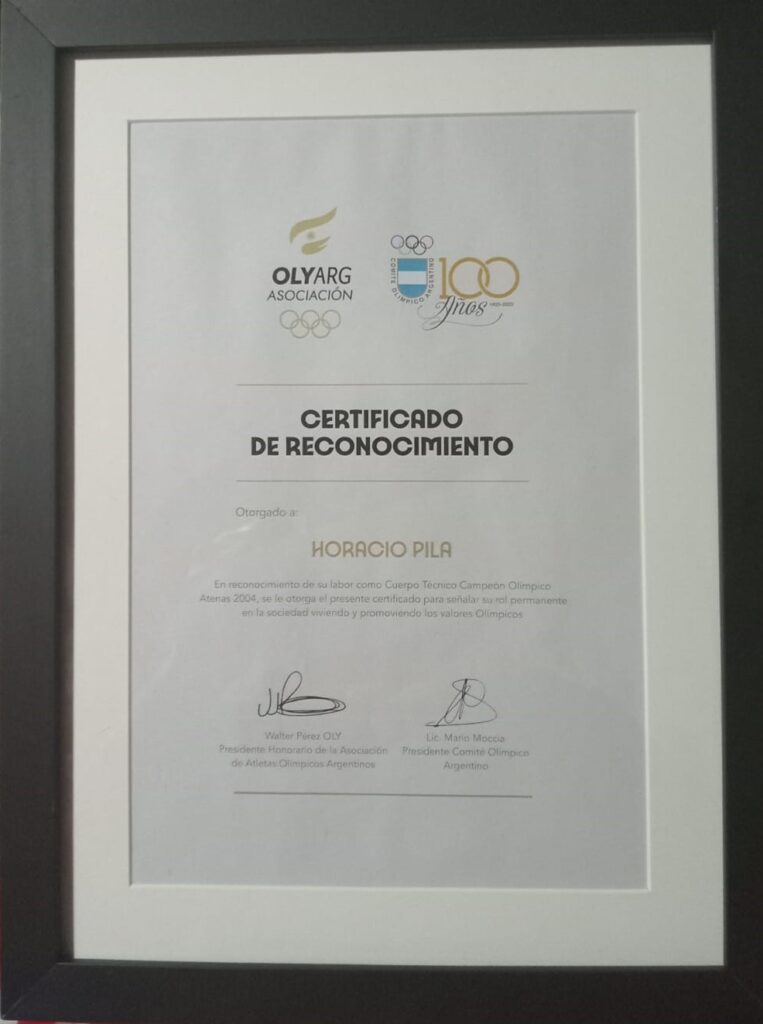 OLYARG
ASOCIACIÓN
COMITÉ OLÍMPICO ARGENTINO
100
Años 1923-2023
CERTIFICADO
DE RECONOCIMIENTO
Otorgado a:
HORACIO PILA
En reconocimiento de su labor como Cuerpo Técnico Campeón Olímpico
Atenas 2004, se le otorga el presente certificado para señalar su rol permanente
en la sociedad viviendo y promoviendo los valores Olímpicos
Walter Pérez OLY
Presidente Honorario de la Asociación
de Atletas Olímpicos Argentinos
Lic. Mario Moccia
Presidente Comité Olímpico
Argentino